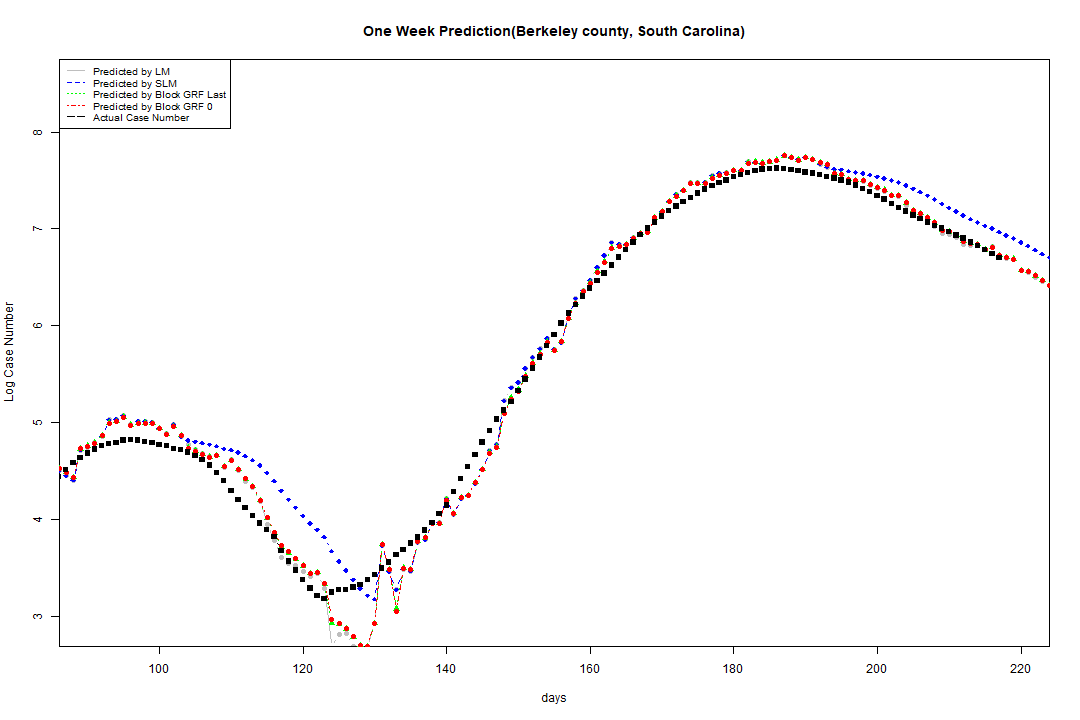 One Week Prediction(Berkeley county, South Carolina)
Predicted by LM
Predicted by SLM
Predicted by Block GRF Last
Predicted by Block GRF 0
Actual Case Number
8
7
6
5
4
3
Log Case Number
100 120 140 160 180 200 220
days